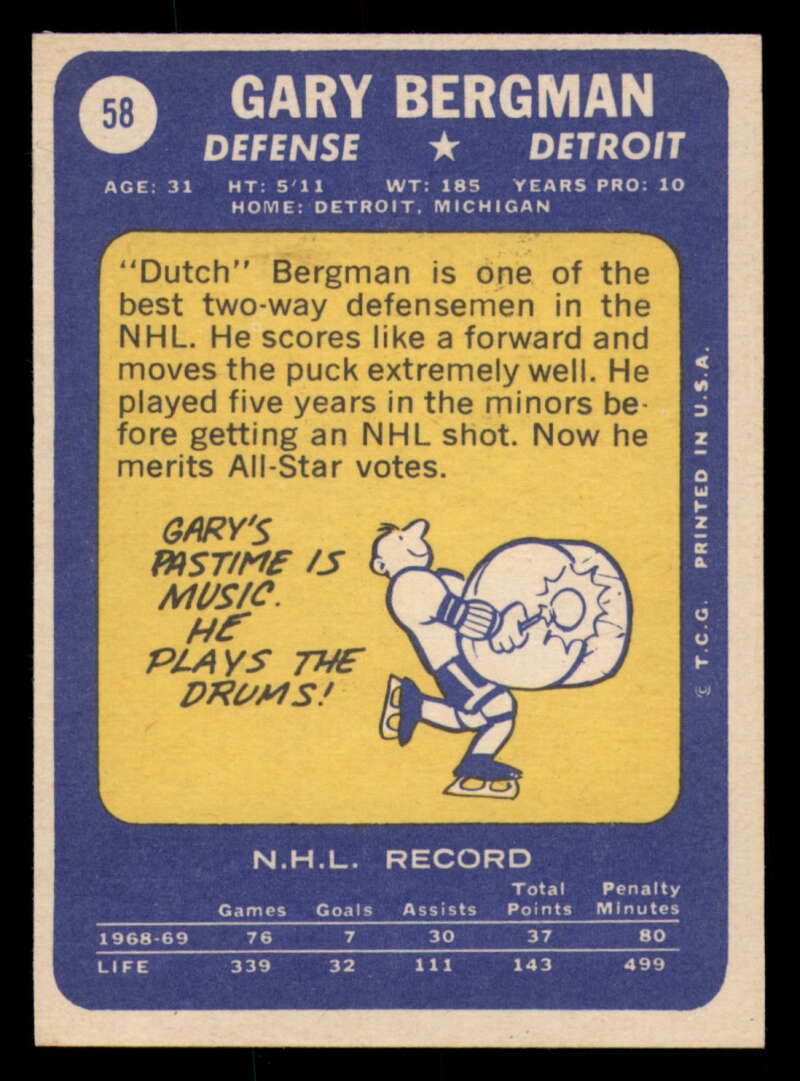 58
GARY BERGMAN
DEFENSE ★ DETROIT
AGE: 31 HT: 5'11 WT: 185 YEARS PRO: 10
HOME: DETROIT, MICHIGAN
"Dutch" Bergman is one of the
best two-way defensemen in the
NHL. He scores like a forward and
moves the puck extremely well. He
played five years in the minors be-
fore getting an NHL shot. Now he
merits All-Star votes.
GARY'S
PASTIME IS
MUSIC.
HE
PLAYS THE
DRUMS!
© T.C.G. PRINTED IN U.S.A.
N.H.L. RECORD
Games Goals Assists Total Points Penalty Minutes
1968-69 76 7 30 37 80
LIFE 339 32 111 143 499